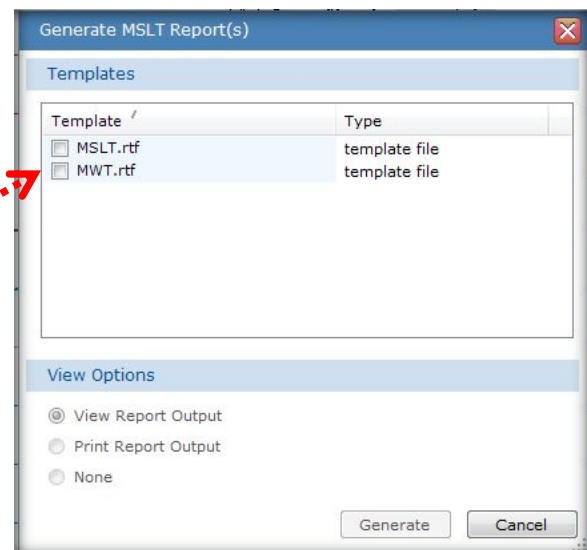 Generate MSLT Report(s)
Templates
Template Type
MSLT.rtf template file
MWT.rtf template file
View Options
View Report Output
Print Report Output
None
Generate Cancel